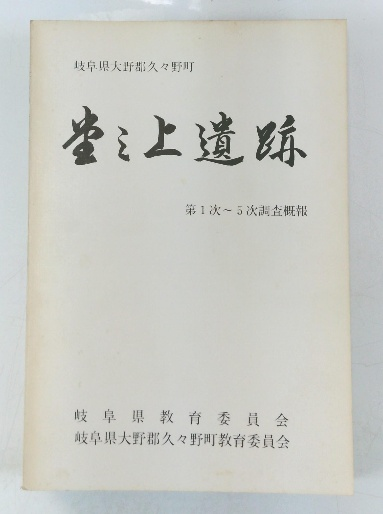 岐阜県大野郡久々野町
堂之上遺跡
第1次～5次調査概報
岐阜県教育委員会
岐阜県大野郡久々野町教育委員会